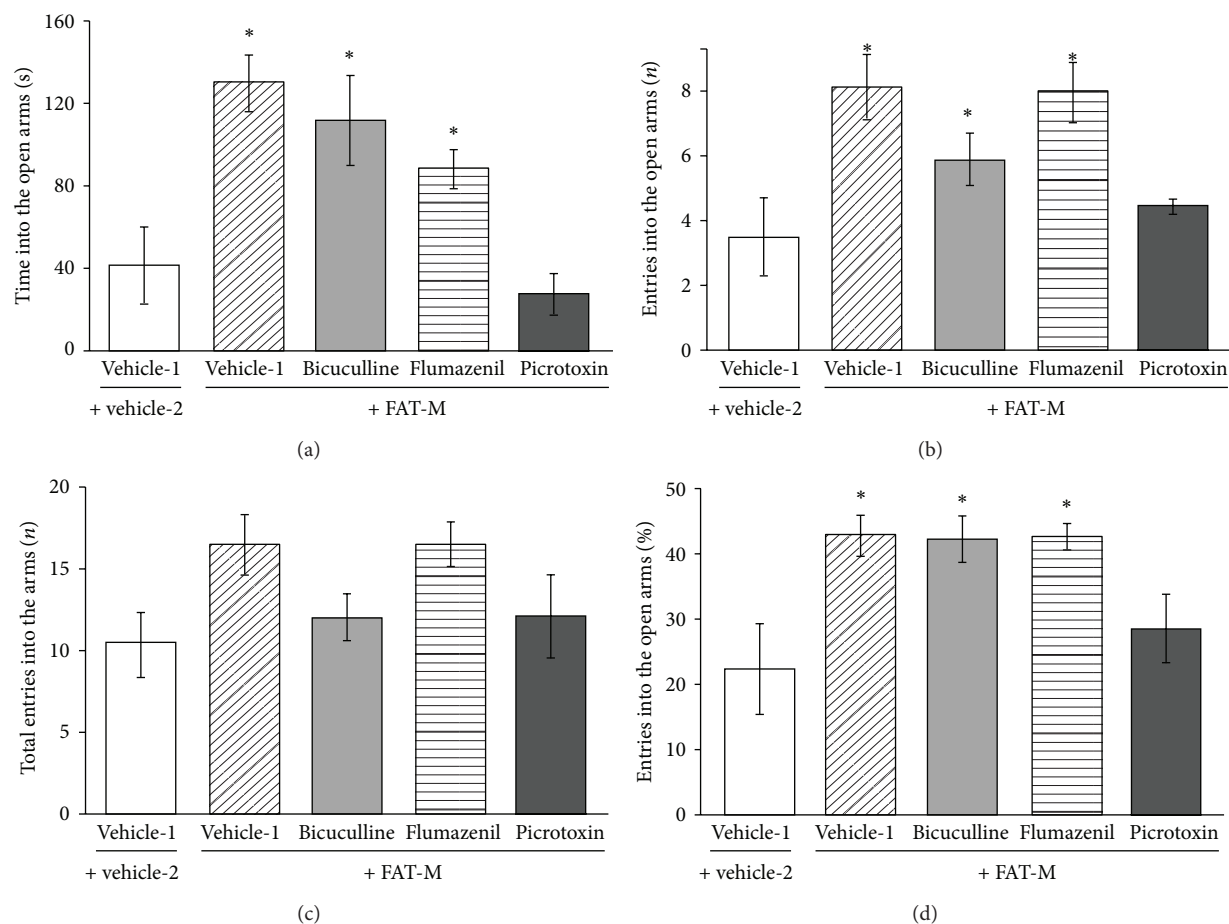 160
120
80
40
0
Time into the open arms (s)
*
*
*
Vehicle-1 Vehicle-1 Bicuculline Flumazenil Picrotoxin
+ vehicle-2 + FAT-M
(a)
8
6
4
2
0
Entries into the open arms (n)
*
*
*
Vehicle-1 Vehicle-1 Bicuculline Flumazenil Picrotoxin
+ vehicle-2 + FAT-M
(b)
20
15
10
5
0
Total entries into the arms (n)
Vehicle-1 Vehicle-1 Bicuculline Flumazenil Picrotoxin
+ vehicle-2 + FAT-M
(c)
50
40
30
20
10
0
Entries into the open arms (%)
* * *
Vehicle-1 Vehicle-1 Bicuculline Flumazenil Picrotoxin
+ vehicle-2 + FAT-M
(d)